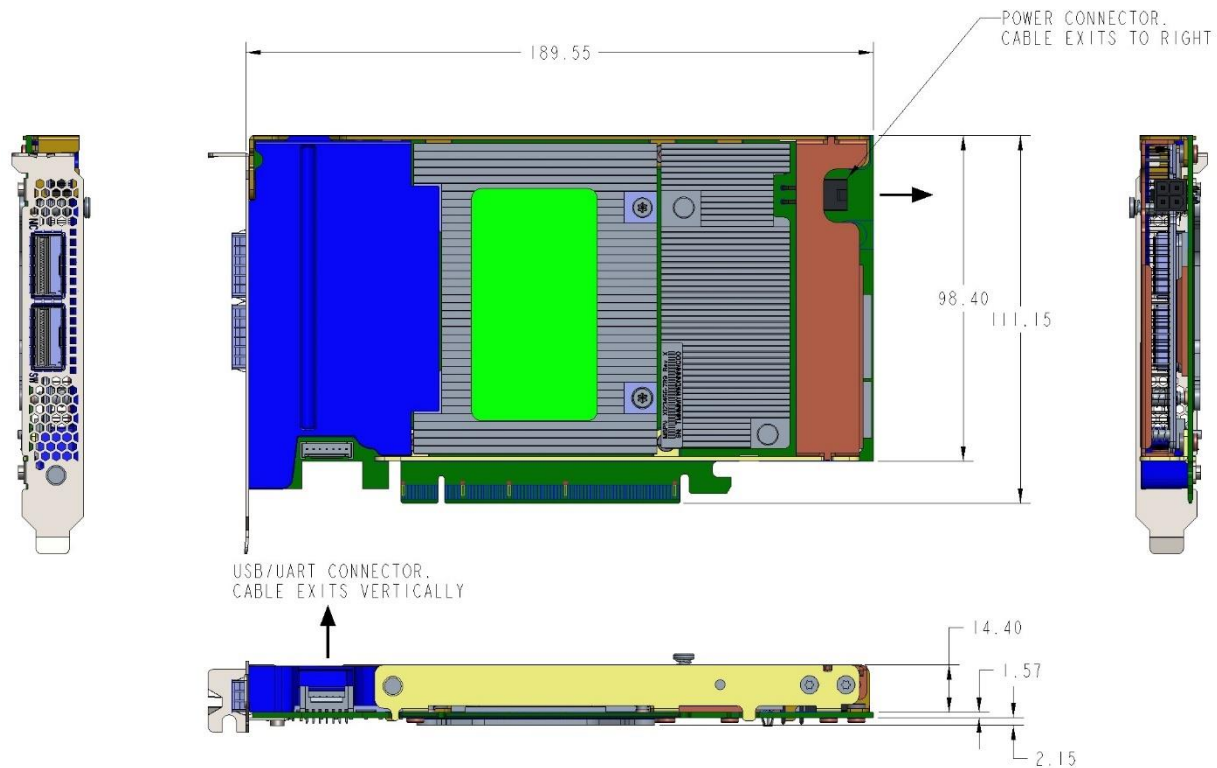 POWER CONNECTOR.
CABLE EXITS TO RIGHT
189.55
98.40
111.15
USB/UART CONNECTOR.
CABLE EXITS VERTICALLY
14.40
1.57
2.15